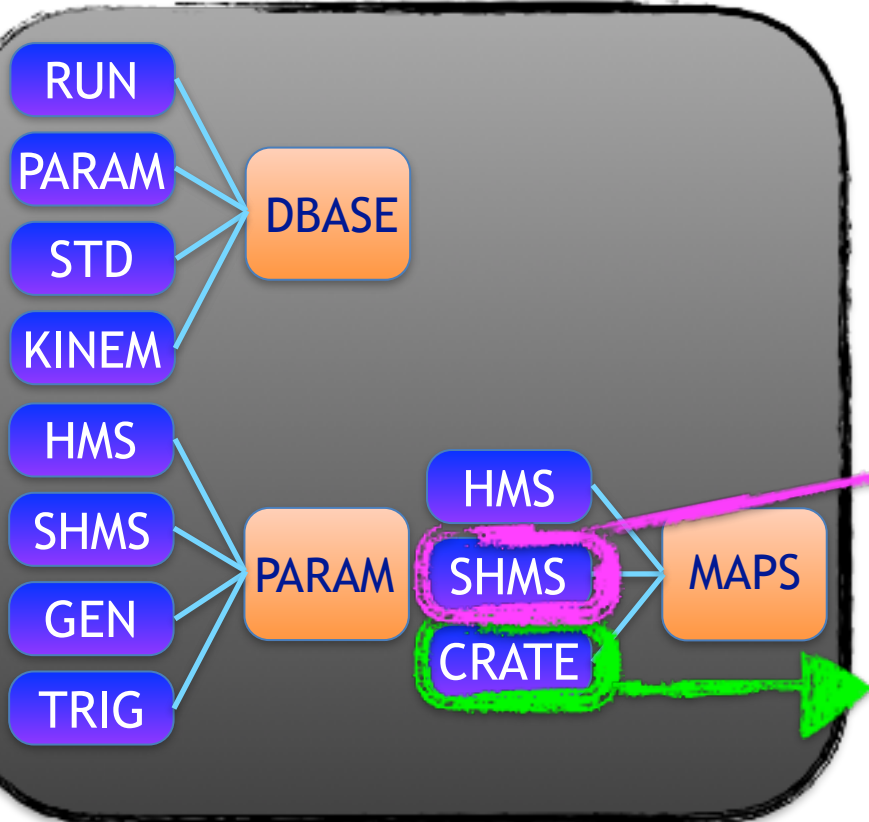 RUN
PARAM
STD
KINEM
DBASE
HMS
SHMS
GEN
TRIG
PARAM
HMS
SHMS
CRATE
MAPS